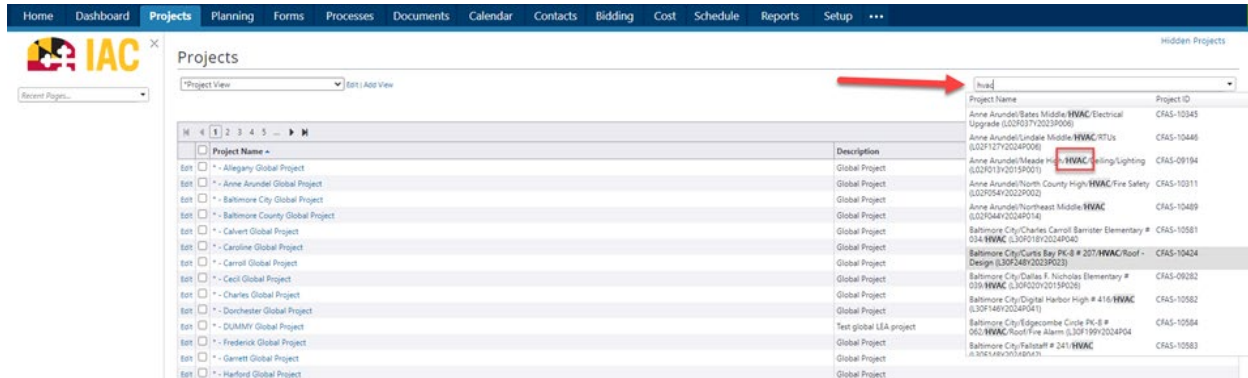 Home Dashboard Projects Planning Forms Processes Documents Calendar Contacts Bidding Cost Schedule Reports Setup
Hidden Projects
IAC
Projects
Recent Pages...
*Project View
Edit | Add View
hvac
Project Name Project ID
Anne Arundel/Bates Middle/HVAC/Electrical CFAS-10345
Upgrade (L02F037Y2023P006)
Anne Arundel/Lindale Middle/HVAC/RTUs CFAS-10446
(L02F127Y2024P006)
Anne Arundel/Meade High/HVAC/Ceiling/Lighting CFAS-09194
(L02F013Y2015P001)
Anne Arundel/North County High/HVAC/Fire Safety CFAS-10311
(L02F054Y2022P002)
Anne Arundel/Northeast Middle/HVAC CFAS-10489
(L02F044Y2024P014)
Baltimore City/Charles Carroll Barrister Elementary # CFAS-10581
034/HVAC (L30F018Y2024P040
Baltimore City/Curtis Bay PK-8 # 207/HVAC/Roof - CFAS-10424
Design (L30F248Y2023P023)
Baltimore City/Dallas F. Nicholas Elementary # CFAS-09282
039/HVAC (L30F020Y2015P026)
Baltimore City/Digital Harbor High # 416/HVAC CFAS-10582
(L30F146Y2024P041)
Baltimore City/Edgecombe Circle PK-8 # CFAS-10584
062/HVAC/Roof/Fire Alarm (L30F199Y2024P04
Baltimore City/Fallstaff # 241/HVAC CFAS-10583
1 2 3 4 5 ...
Project Name Description
Edit * - Allegany Global Project Global Project
Edit * - Anne Arundel Global Project Global Project
Edit * - Baltimore City Global Project Global Project
Edit * - Baltimore County Global Project Global Project
Edit * - Calvert Global Project Global Project
Edit * - Caroline Global Project Global Project
Edit * - Carroll Global Project Global Project
Edit * - Cecil Global Project Global Project
Edit * - Charles Global Project Global Project
Edit * - Dorchester Global Project Global Project
Edit * - DUMMY Global Project Test global LEA project
Edit * - Frederick Global Project Global Project
Edit * - Garrett Global Project Global Project
Edit * - Harford Global Project Global Project